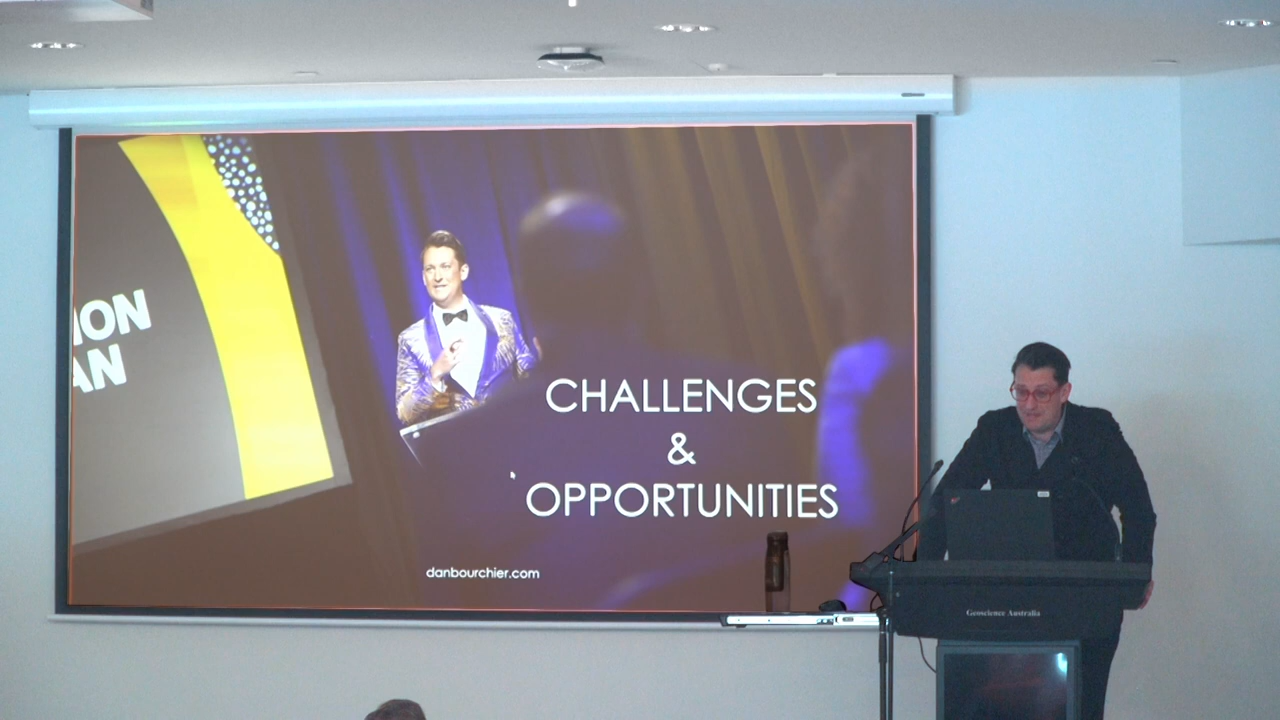 ION
AN
CHALLENGES
&
OPPORTUNITIES
danbourchier.com
Geoscience Australia